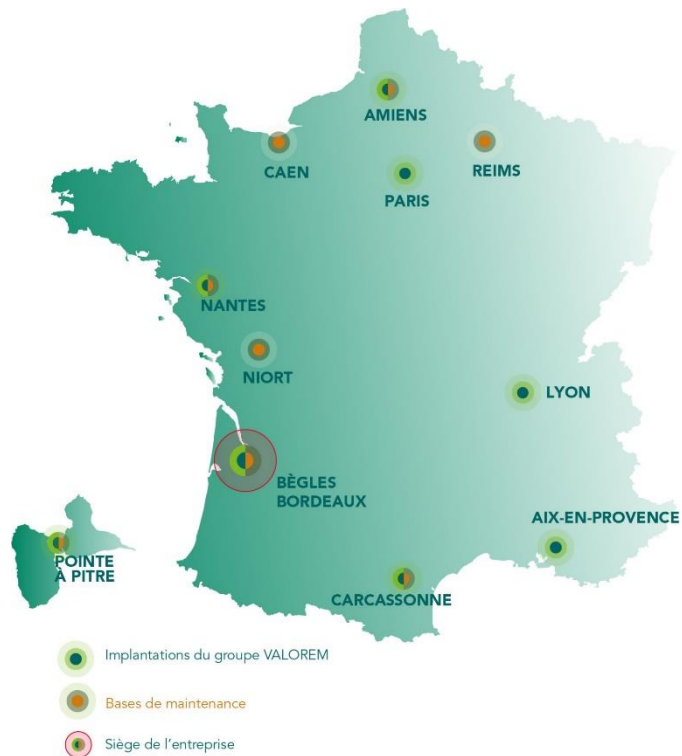 AMIENS
CAEN
REIMS
PARIS
NANTES
NIORT
LYON
BÈGLES
BORDEAUX
AIX-EN-PROVENCE
POINTE
À PITRE
CARCASSONNE
Implantations du groupe VALOREM
Bases de maintenance
Siège de l'entreprise